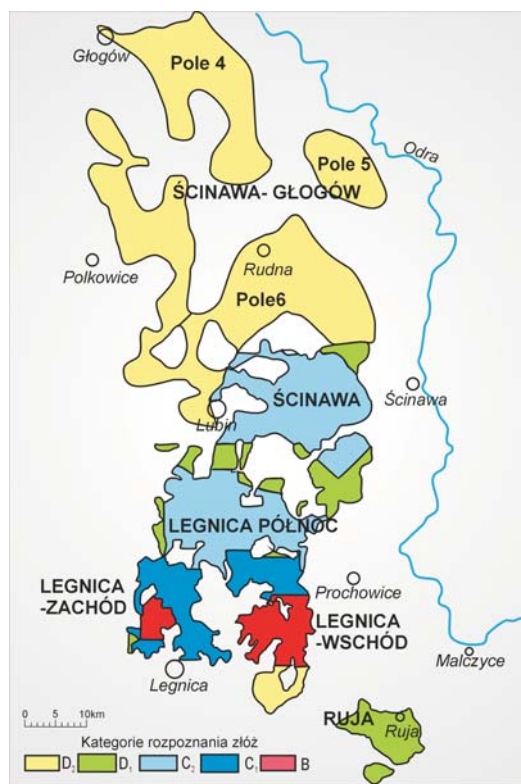 Głogów
Pole 4
Odra
Pole 5
ŚCINAWA- GŁOGÓW
Polkowice
Rudna
Pole6
ŚCINAWA
Ścinawa
Lubin
LEGNICA PÓŁNOC
LEGNICA
-ZACHÓD
Prochowice
LEGNICA
-WSCHÓD
Malczyce
Legnica
RUJA
Ruja
0 5 10km
Kategorie rozpoznania złóż
D₂ D₁ C₂ C₁ B